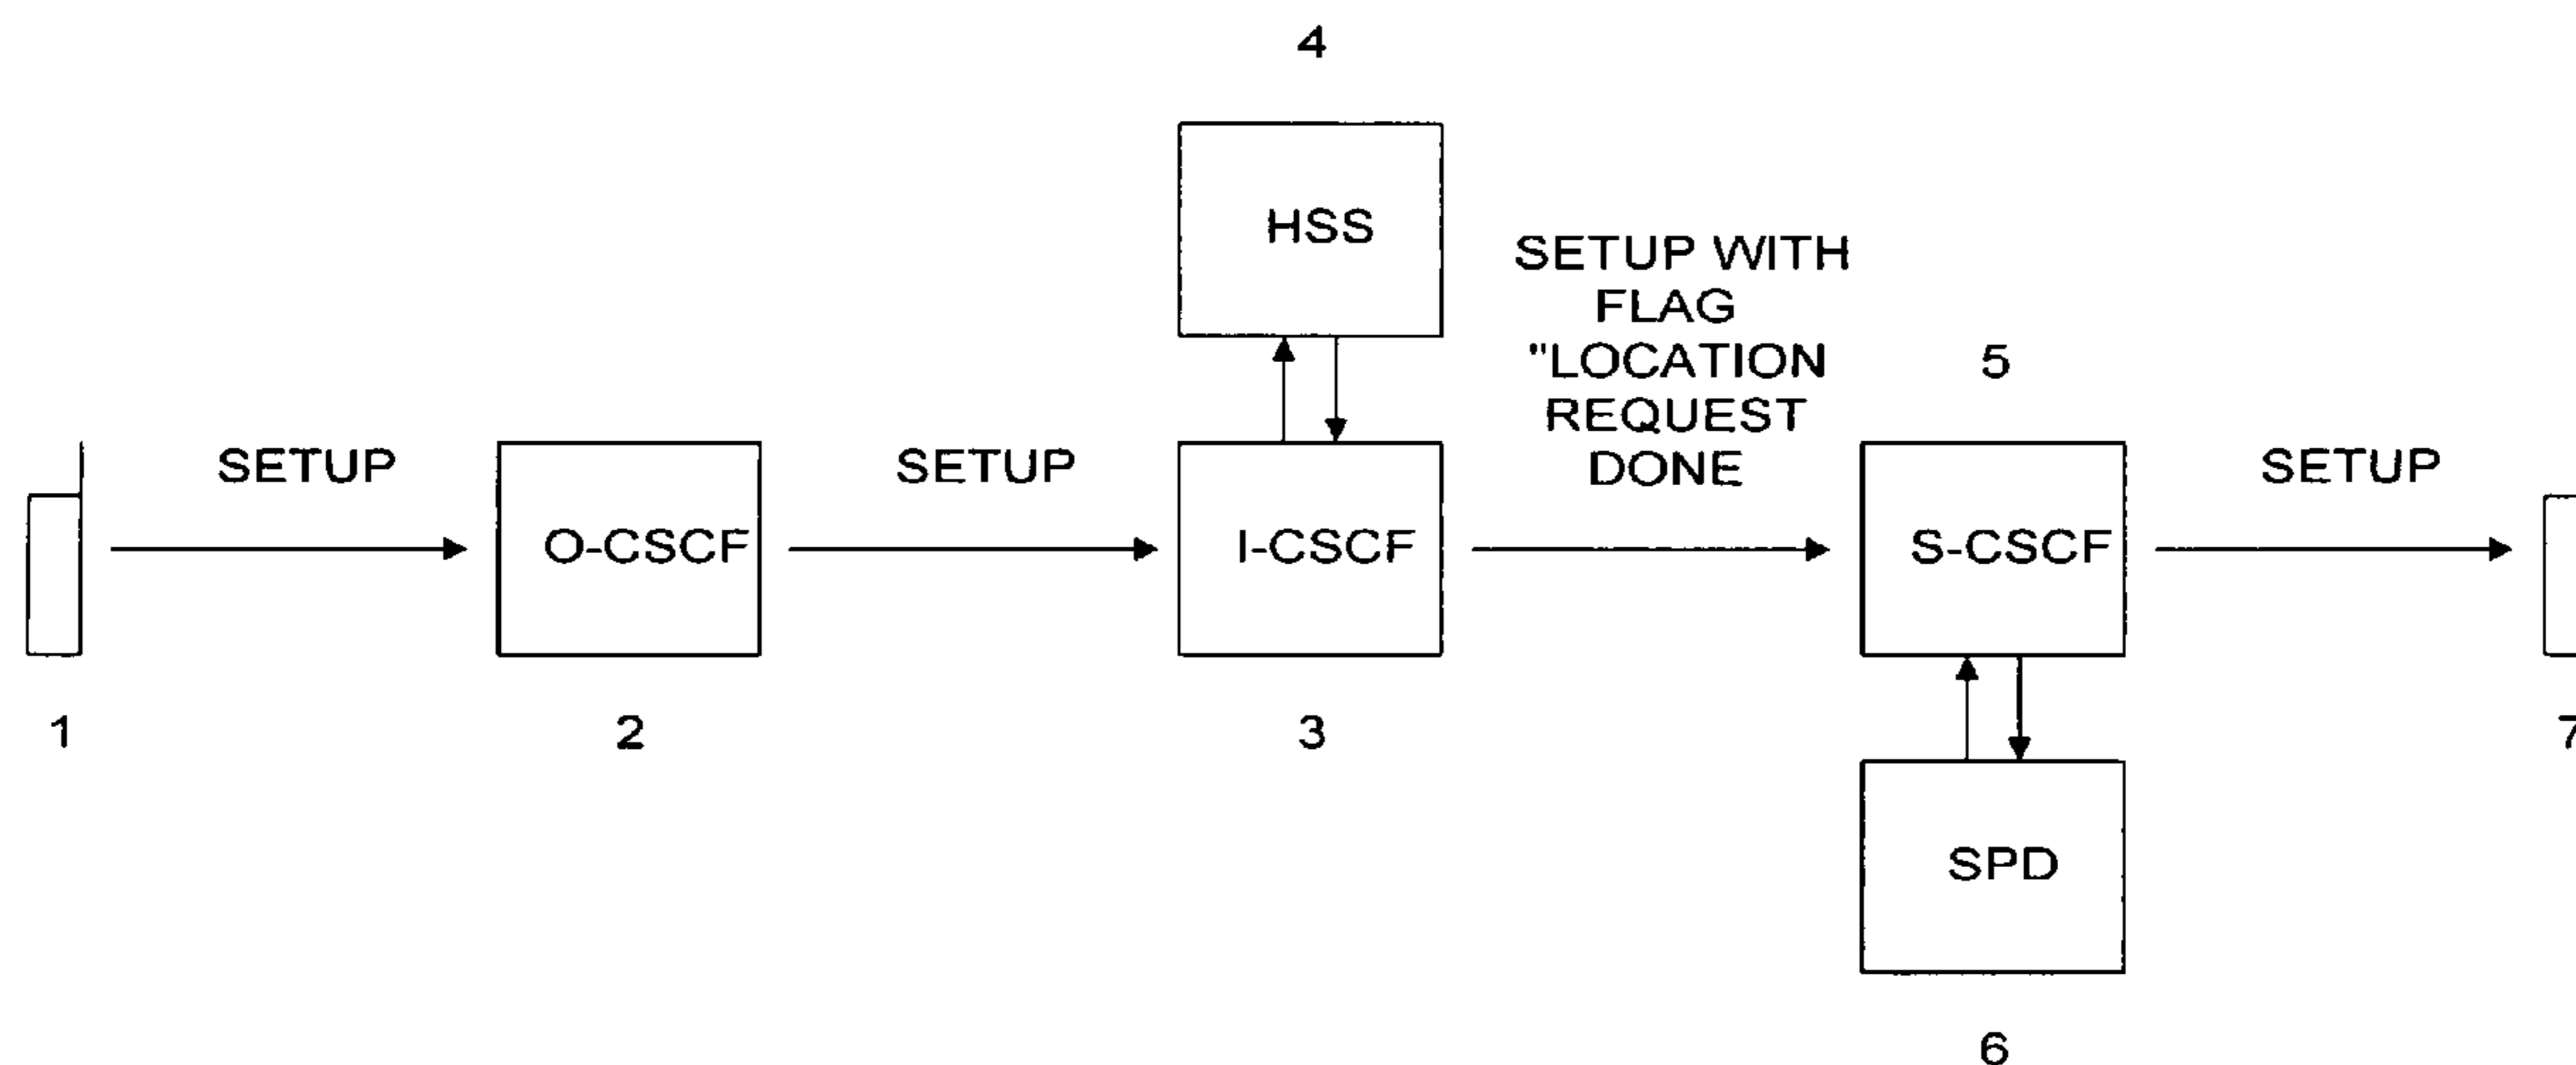 4
HSS
SETUP WITH
FLAG
"LOCATION
REQUEST
DONE
5
SETUP
SETUP
SETUP
O-CSCF
I-CSCF
S-CSCF
1
2
3
7
SPD
6